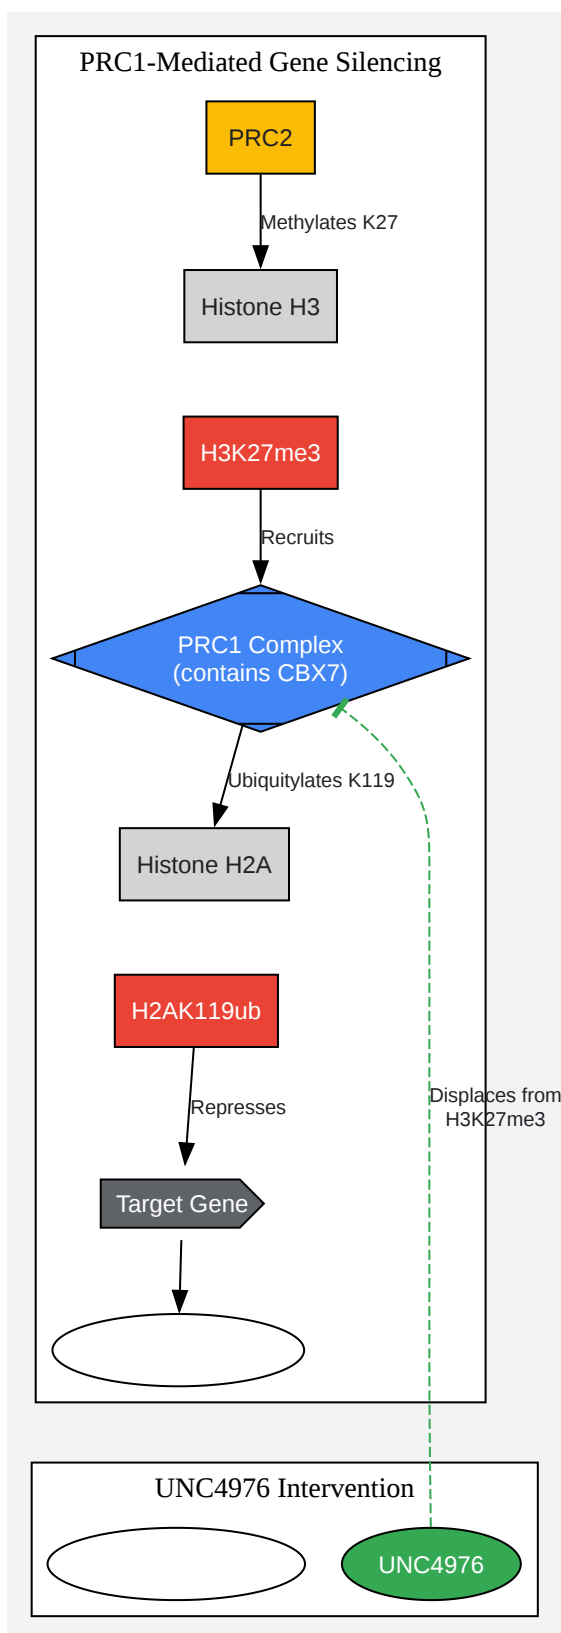 PRC1-Mediated Gene Silencing
PRC2
Methylates K27
Histone H3
H3K27me3
Recruits
PRC1 Complex
(contains CBX7)
Ubiquitylates K119
Histone H2A
H2AK119ub
Displaces from
H3K27me3
Represses
Target Gene
UNC4976 Intervention
UNC4976